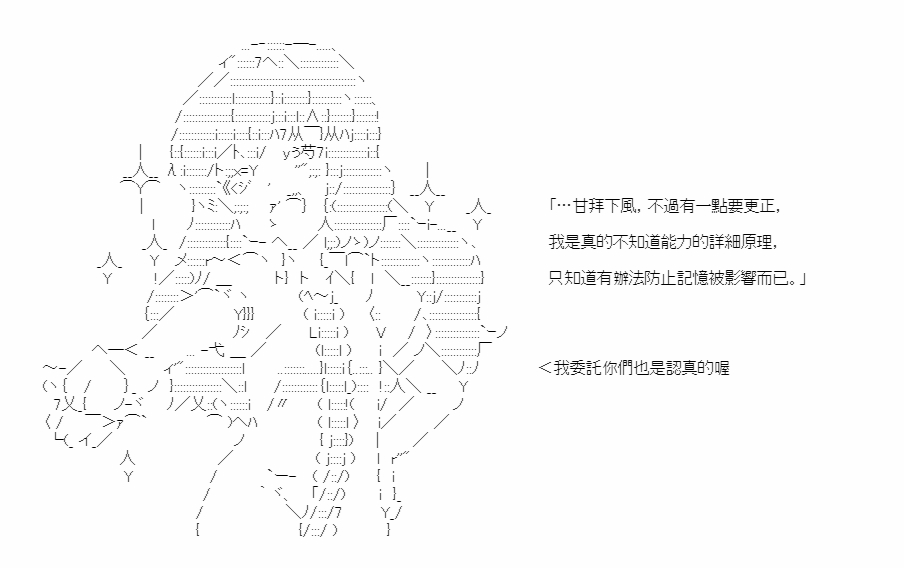 「…甘拜下風，不過有一點要更正，
我是真的不知道能力的詳細原理，
只知道有辦法防止記憶被影響而已。」
＜我委託你們也是認真的喔